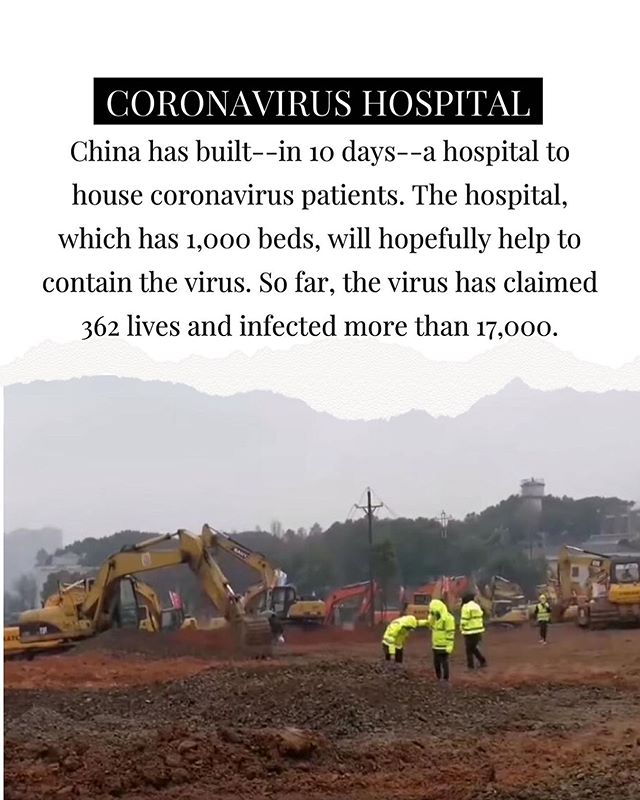 CORONAVIRUS HOSPITAL
China has built--in 10 days--a hospital to
house coronavirus patients. The hospital,
which has 1,000 beds, will hopefully help to
contain the virus. So far, the virus has claimed
362 lives and infected more than 17,000.